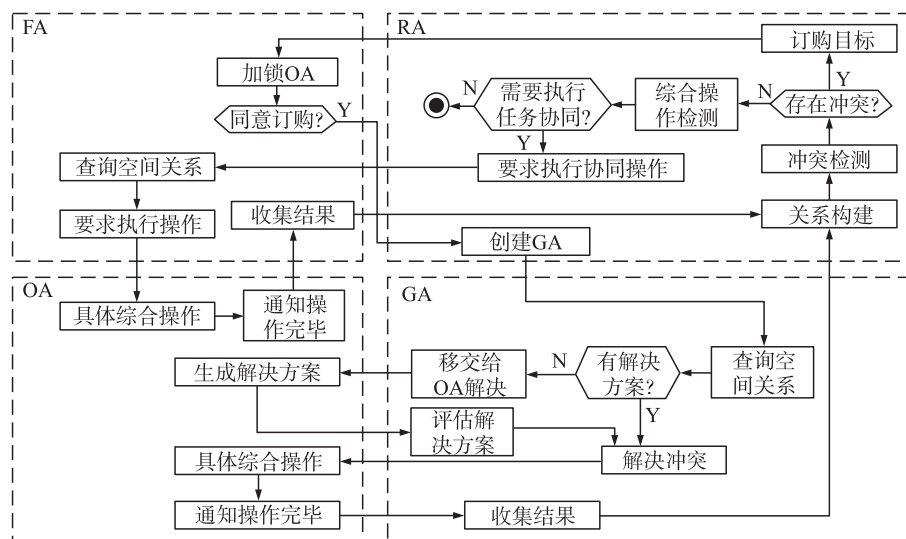 FA
加锁OA
同意订购?
Y
查询空间关系
要求执行操作
收集结果
RA
订购目标
Y
存在冲突?
N
综合操
作检测
需要执行
任务协同?
N
Y
要求执行协同操作
冲突检测
关系构建
创建GA
OA
具体综合操作
通知操
作完毕
生成解决方案
具体综合操作
通知操作完毕
GA
移交给
OA解决
N
有解决
方案?
Y
查询空
间关系
评估解
决方案
解决冲突
收集结果